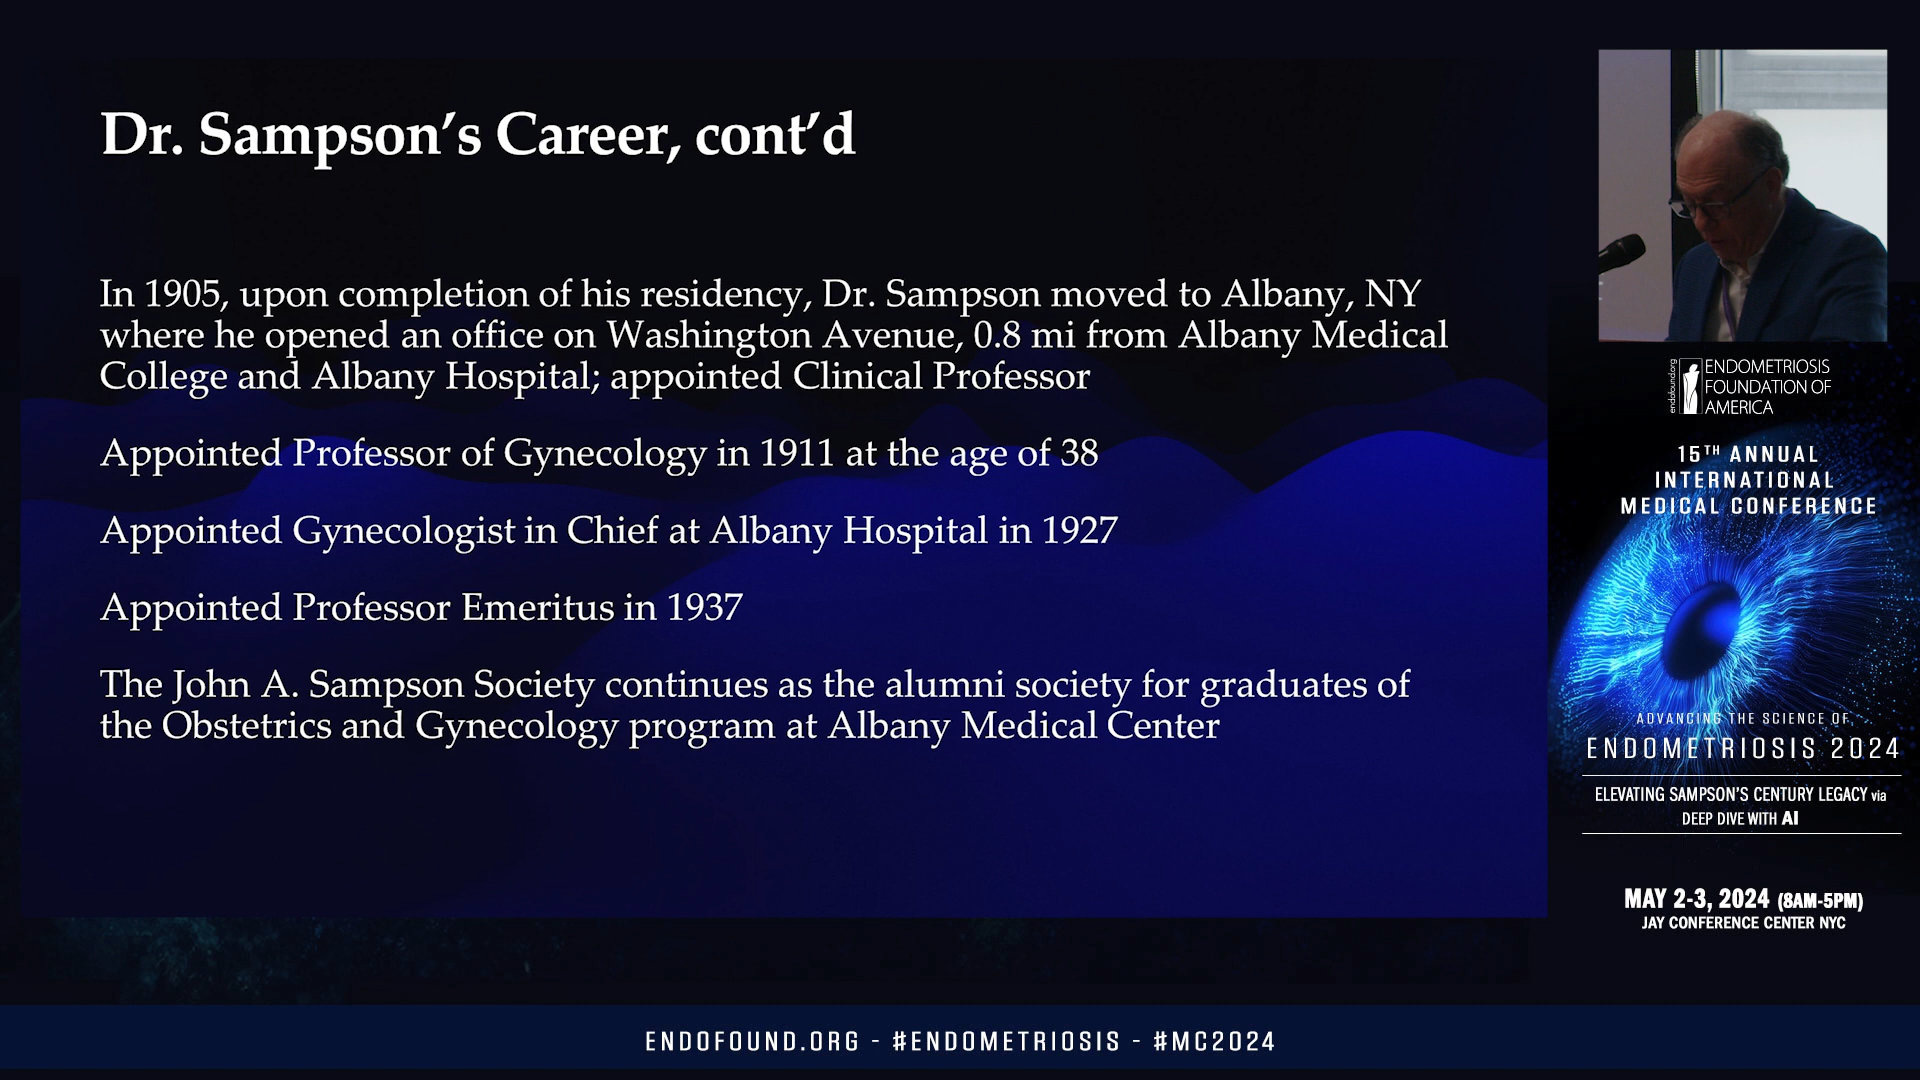 Dr. Sampson’s Career, cont’d
In 1905, upon completion of his residency, Dr. Sampson moved to Albany, NY
where he opened an office on Washington Avenue, 0.8 mi from Albany Medical
College and Albany Hospital; appointed Clinical Professor
Appointed Professor of Gynecology in 1911 at the age of 38
Appointed Gynecologist in Chief at Albany Hospital in 1927
Appointed Professor Emeritus in 1937
The John A. Sampson Society continues as the alumni society for graduates of
the Obstetrics and Gynecology program at Albany Medical Center
endofound.org
ENDOMETRIOSIS
FOUNDATION OF
AMERICA
15TH ANNUAL
INTERNATIONAL
MEDICAL CONFERENCE
ADVANCING THE SCIENCE OF
ENDOMETRIOSIS 2024
ELEVATING SAMPSON’S CENTURY LEGACY via
DEEP DIVE WITH AI
MAY 2-3, 2024 (8AM-5PM)
JAY CONFERENCE CENTER NYC
ENDOFOUND.ORG - #ENDOMETRIOSIS - #MC2024